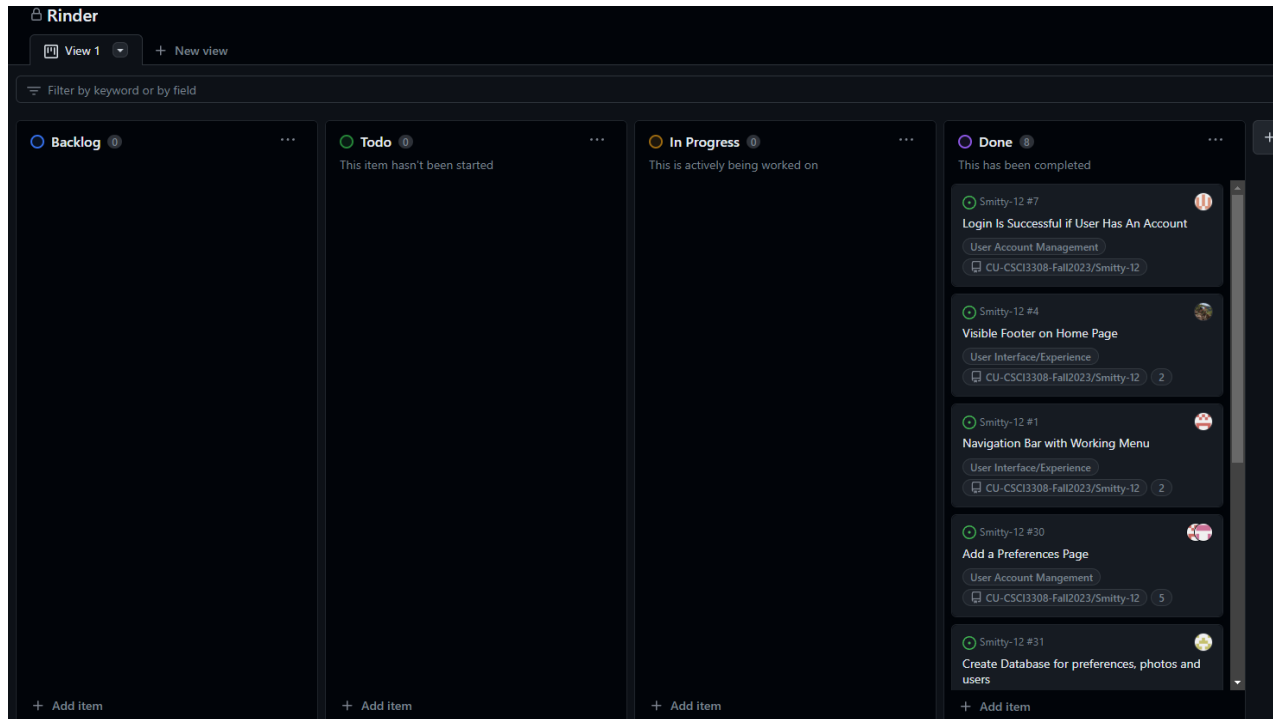 Rinder
View 1
+ New view
Filter by keyword or by field
Backlog 0
Todo 0
This item hasn't been started
In Progress 0
This is actively being worked on
Done 8
This has been completed
Smitty-12 #7
Login Is Successful if User Has An Account
User Account Management
CU-CSCI3308-Fall2023/Smitty-12
Smitty-12 #4
Visible Footer on Home Page
User Interface/Experience
CU-CSCI3308-Fall2023/Smitty-12 2
Smitty-12 #1
Navigation Bar with Working Menu
User Interface/Experience
CU-CSCI3308-Fall2023/Smitty-12 2
Smitty-12 #30
Add a Preferences Page
User Account Mangement
CU-CSCI3308-Fall2023/Smitty-12 5
Smitty-12 #31
Create Database for preferences, photos and
users
+ Add item
+ Add item
+ Add item
+ Add item